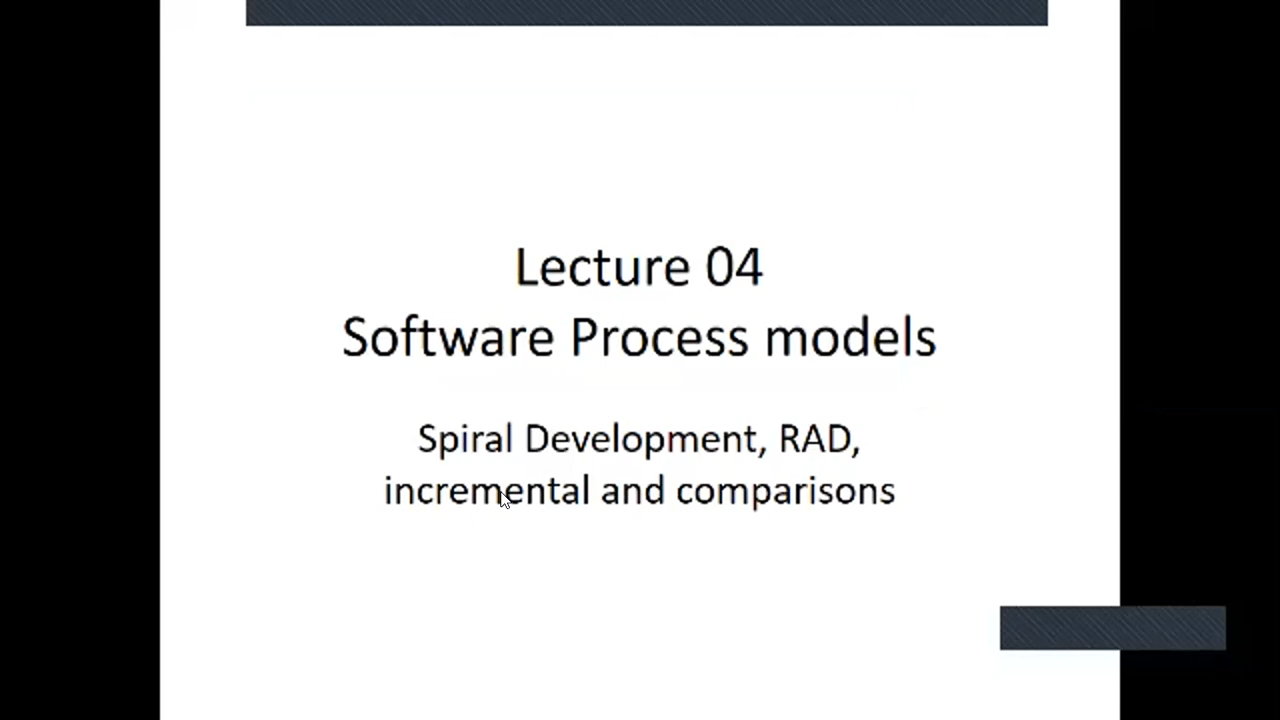 Lecture 04
Software Process models
Spiral Development, RAD,
incremental and comparisons